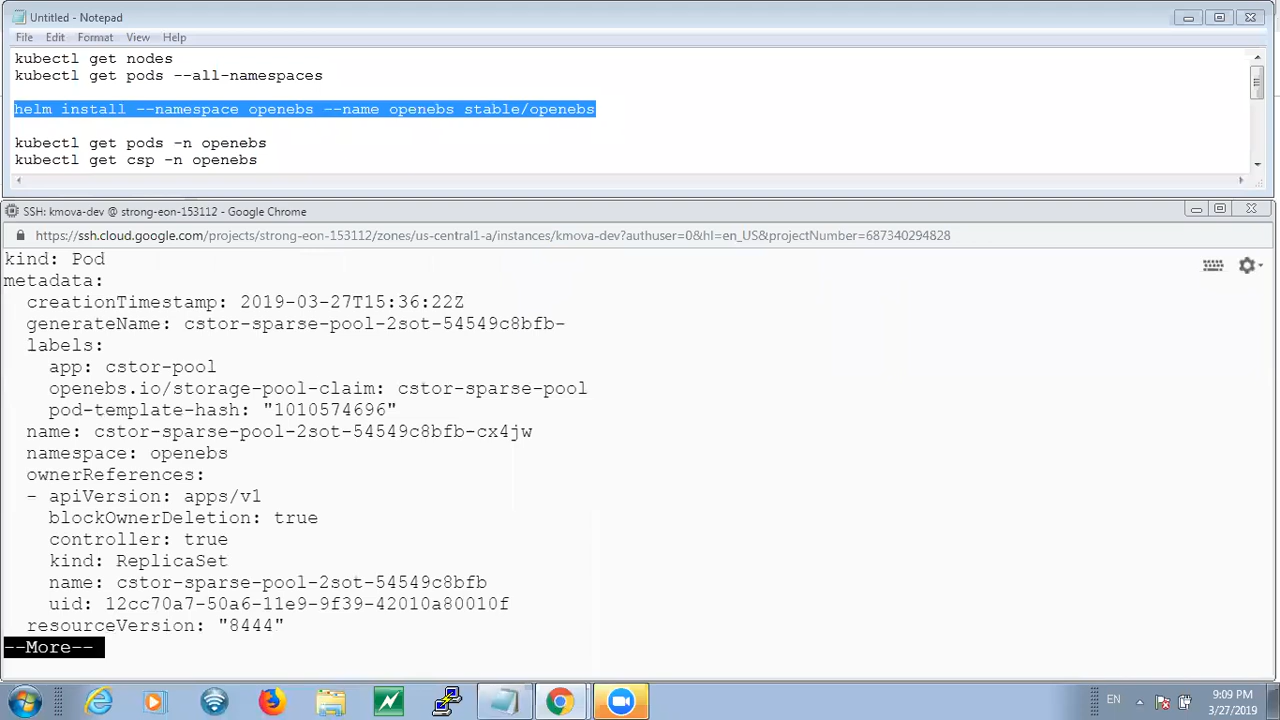 Untitled - Notepad
File Edit Format View Help
kubectl get nodes
kubectl get pods --all-namespaces
helm install --namespace openebs --name openebs stable/openebs
kubectl get pods -n openebs
kubectl get csp -n openebs
SSH: kmova-dev @ strong-eon-153112 - Google Chrome
https://ssh.cloud.google.com/projects/strong-eon-153112/zones/us-central1-a/instances/kmova-dev?authuser=0&hl=en_US&projectNumber=687340294828
kind: Pod
metadata:
  creationTimestamp: 2019-03-27T15:36:22Z
  generateName: cstor-sparse-pool-2sot-54549c8bfb-
  labels:
    app: cstor-pool
    openebs.io/storage-pool-claim: cstor-sparse-pool
    pod-template-hash: "1010574696"
  name: cstor-sparse-pool-2sot-54549c8bfb-cx4jw
  namespace: openebs
  ownerReferences:
  - apiVersion: apps/v1
    blockOwnerDeletion: true
    controller: true
    kind: ReplicaSet
    name: cstor-sparse-pool-2sot-54549c8bfb
    uid: 12cc70a7-50a6-11e9-9f39-42010a80010f
  resourceVersion: "8444"
--More--
EN
9:09 PM
3/27/2019